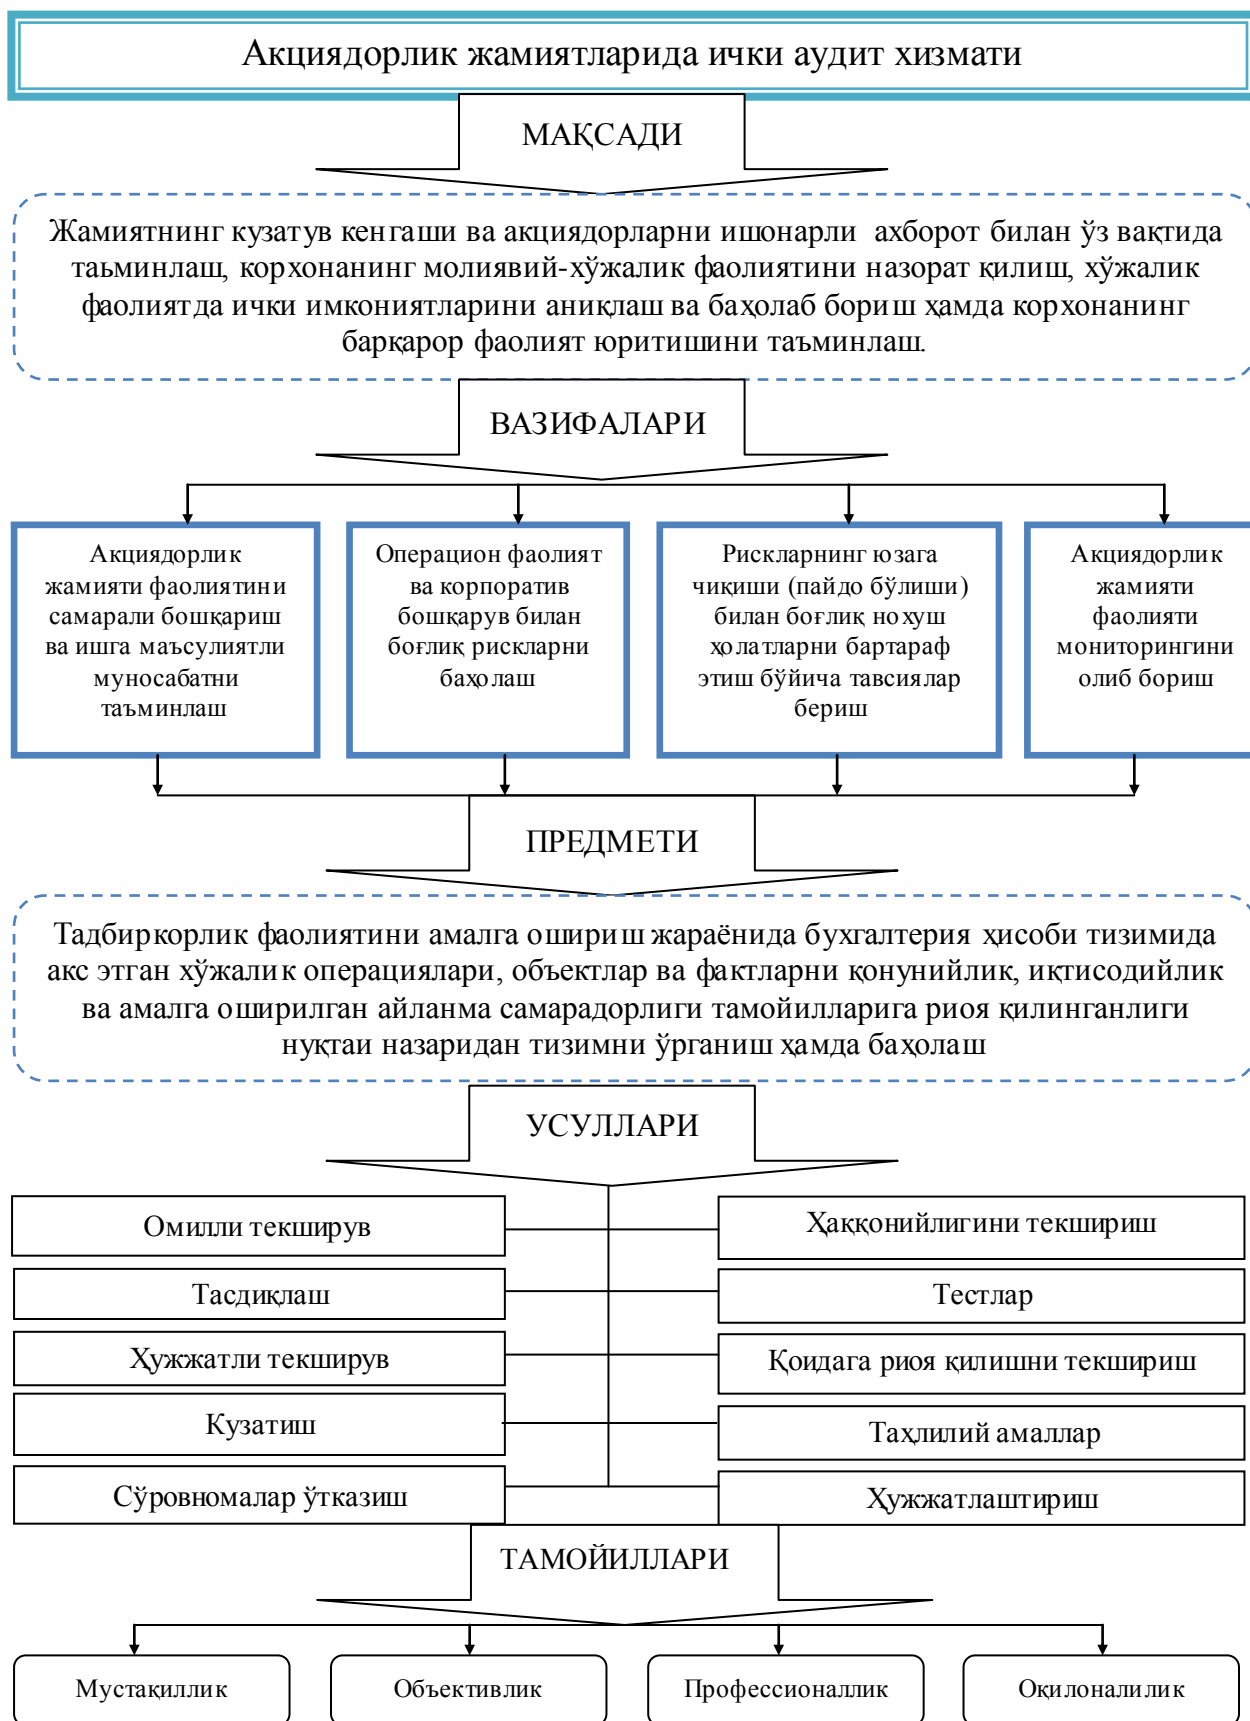 Акциядорлик жамиятларида ички аудит хизмати
МАҚСАДИ
Жамиятнинг кузатув кенгаши ва акциядорларни ишонарли ахборот билан ўз вақтида
таьминлаш, корхонанинг молиявий-хўжалик фаолиятини назорат қилиш, хўжалик
фаолиятда ички имкониятларини аниқлаш ва баҳолаб бориш ҳамда корхонанинг
барқарор фаолият юритишини таъминлаш.
ВАЗИФАЛАРИ
Акциядорлик
жамияти фаолиятини
самарали бошқариш
ва ишга маъсулиятли
муносабатни
таъминлаш
Операцион фаолият
ва корпоратив
бошқарув билан
боғлиқ рискларни
баҳолаш
Рискларнинг юзага
чиқиши (пайдо бўлиши)
билан боғлиқ нохуш
ҳолатларни бартараф
этиш бўйича тавсиялар
бериш
Акциядорлик
жамияти
фаолияти
мониторингини
олиб бориш
ПРЕДМЕТИ
Тадбиркорлик фаолиятини амалга ошириш жараёнида бухгалтерия ҳисоби тизимида
акс этган хўжалик операциялари, объектлар ва фактларни қонунийлик, иқтисодийлик
ва амалга оширилган айланма самарадорлиги тамойилларига риоя қилинганлиги
нуқтаи назаридан тизимни ўрганиш ҳамда баҳолаш
УСУЛЛАРИ
Омилли текширув
Ҳаққонийлигини текшириш
Тасдиқлаш
Тестлар
Ҳужжатли текширув
Қоидага риоя қилишни текшириш
Кузатиш
Таҳлилий амаллар
Сўровномалар ўтказиш
Ҳужжатлаштириш
ТАМОЙИЛЛАРИ
Мустақиллик
Объективлик
Профессионаллик
Оқилоналилик